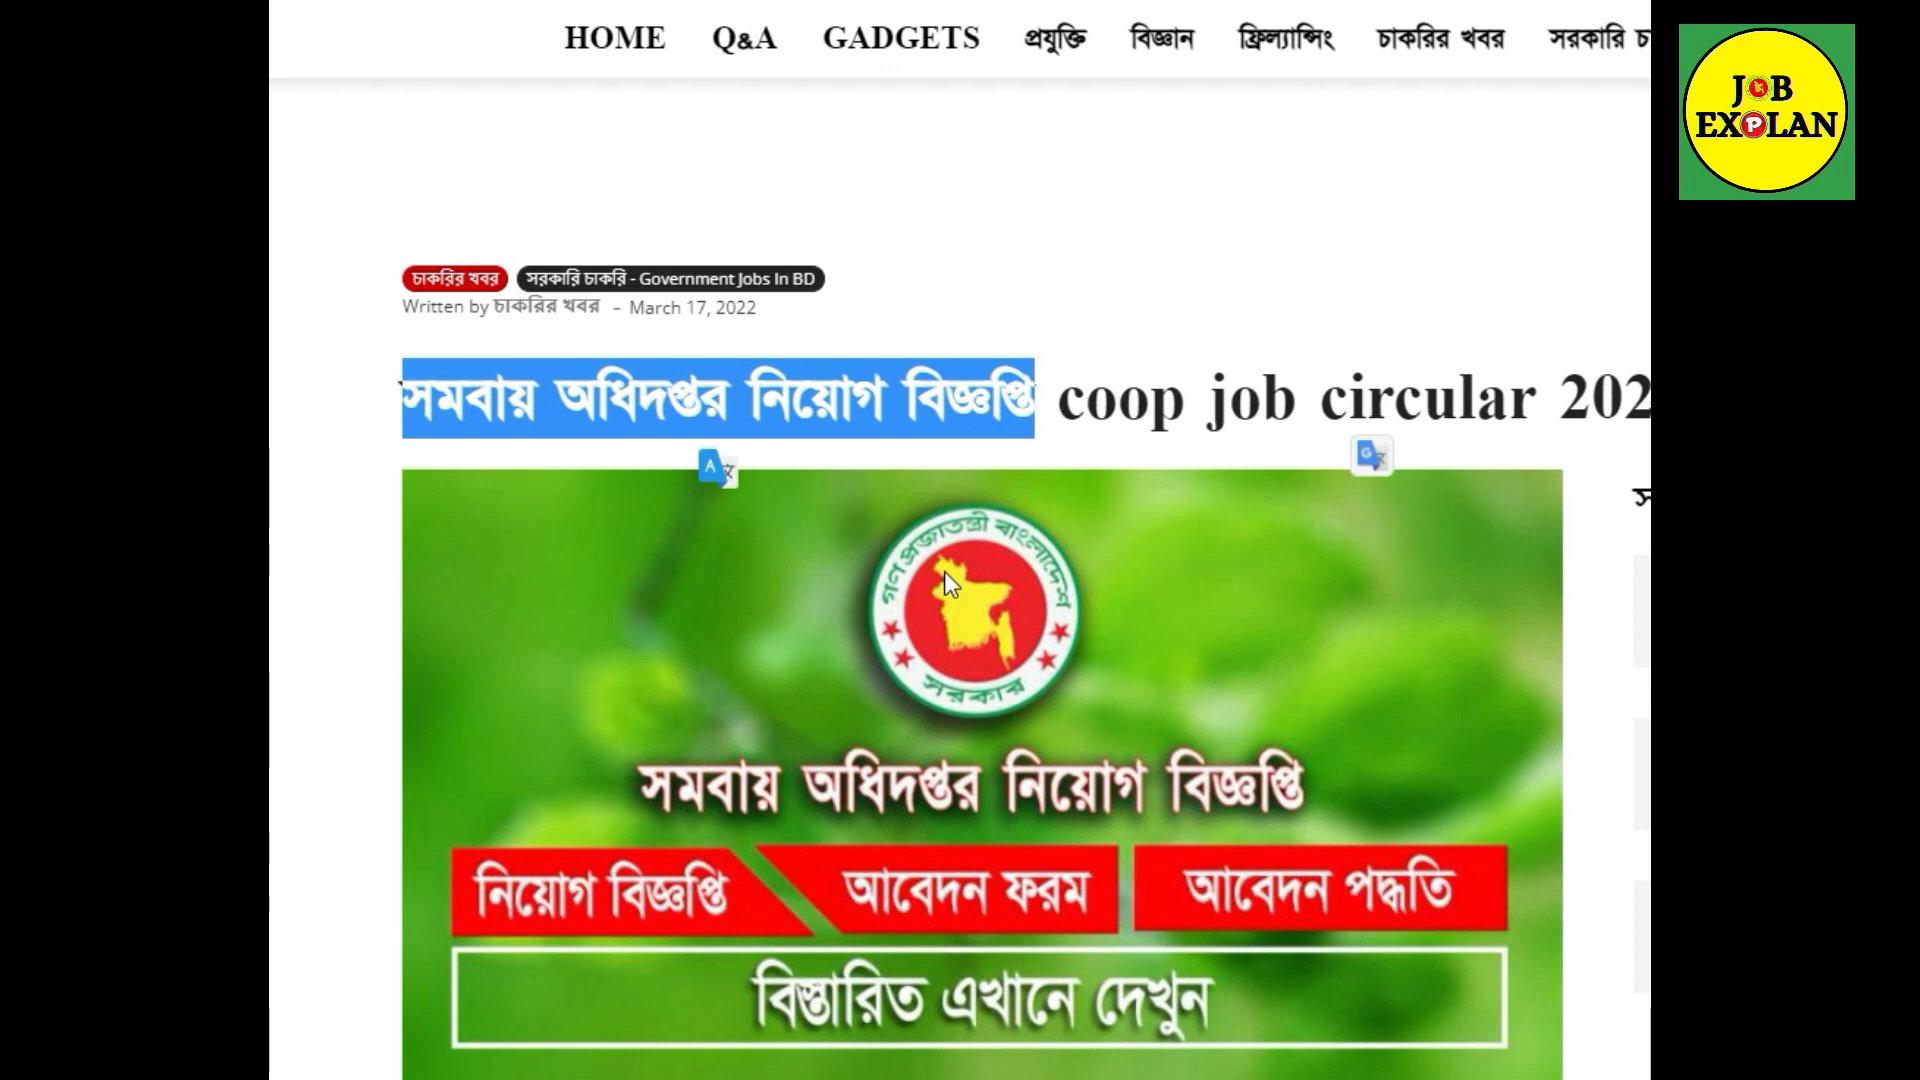 HOME Q&A GADGETS প্রযুক্তি বিজ্ঞান ফ্রিল্যান্সিং চাকরির খবর সরকারি
JOB
EXPLAN
চাকরির খবর সরকারি চাকরি - Government Jobs In BD
Written by চাকরির খবর - March 17, 2022
সমবায় অধিদপ্তর নিয়োগ বিজ্ঞপ্তি coop job circular 202
গণপ্রজাতন্ত্রী বাংলাদেশ
সরকার
সমবায় অধিদপ্তর নিয়োগ বিজ্ঞপ্তি
নিয়োগ বিজ্ঞপ্তি আবেদন ফরম আবেদন পদ্ধতি
বিস্তারিত এখানে দেখুন